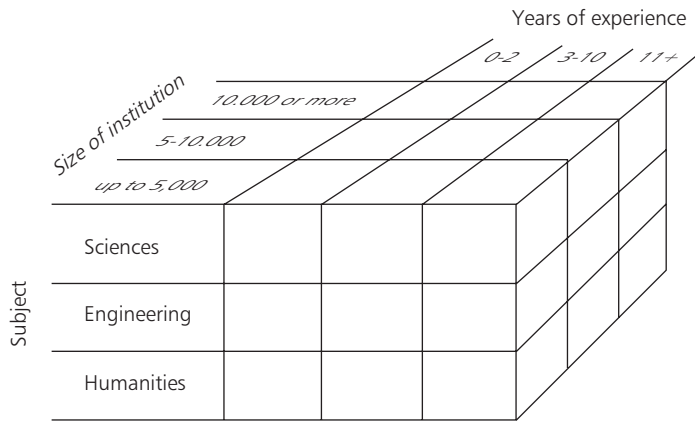 Years of experience
0-2 3-10 11+
Size of institution
10.000 or more
5-10.000
up to 5,000
Subject
Sciences
Engineering
Humanities